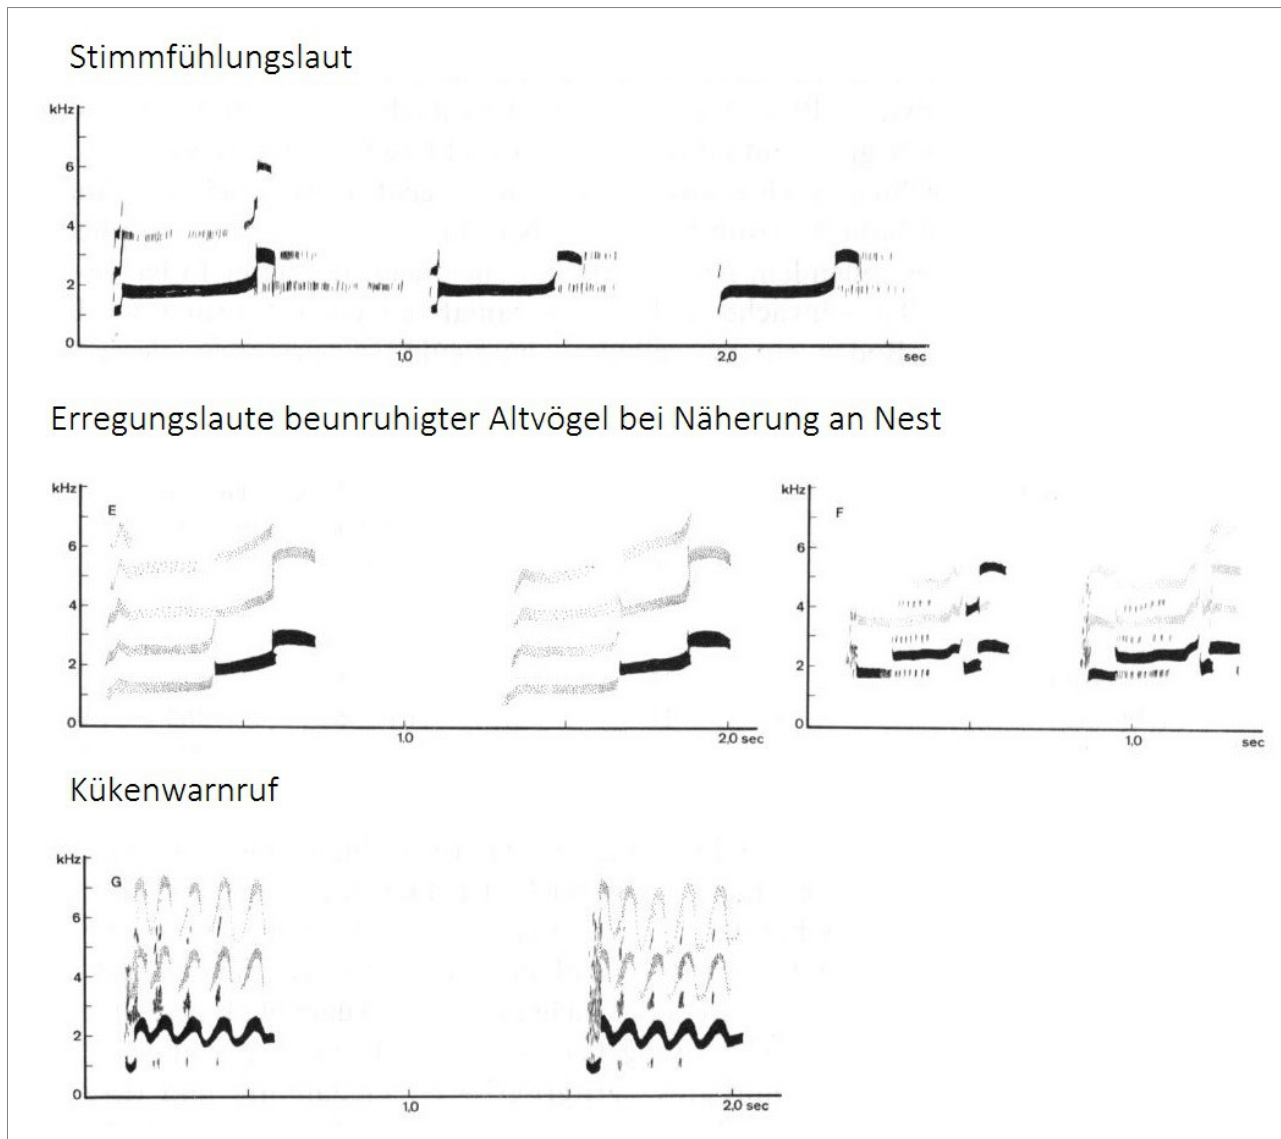 Stimmfühlungslaut
kHz
6
4
2
0
1,0 2,0 sec
Erregungslaute beunruhigter Altvögel bei Näherung an Nest
kHz
E
6
4
2
0
1,0 2,0 sec
kHz
F
6
4
2
0
1,0 sec
Kükenwarnruf
kHz
G
6
4
2
0
1,0 2,0 sec